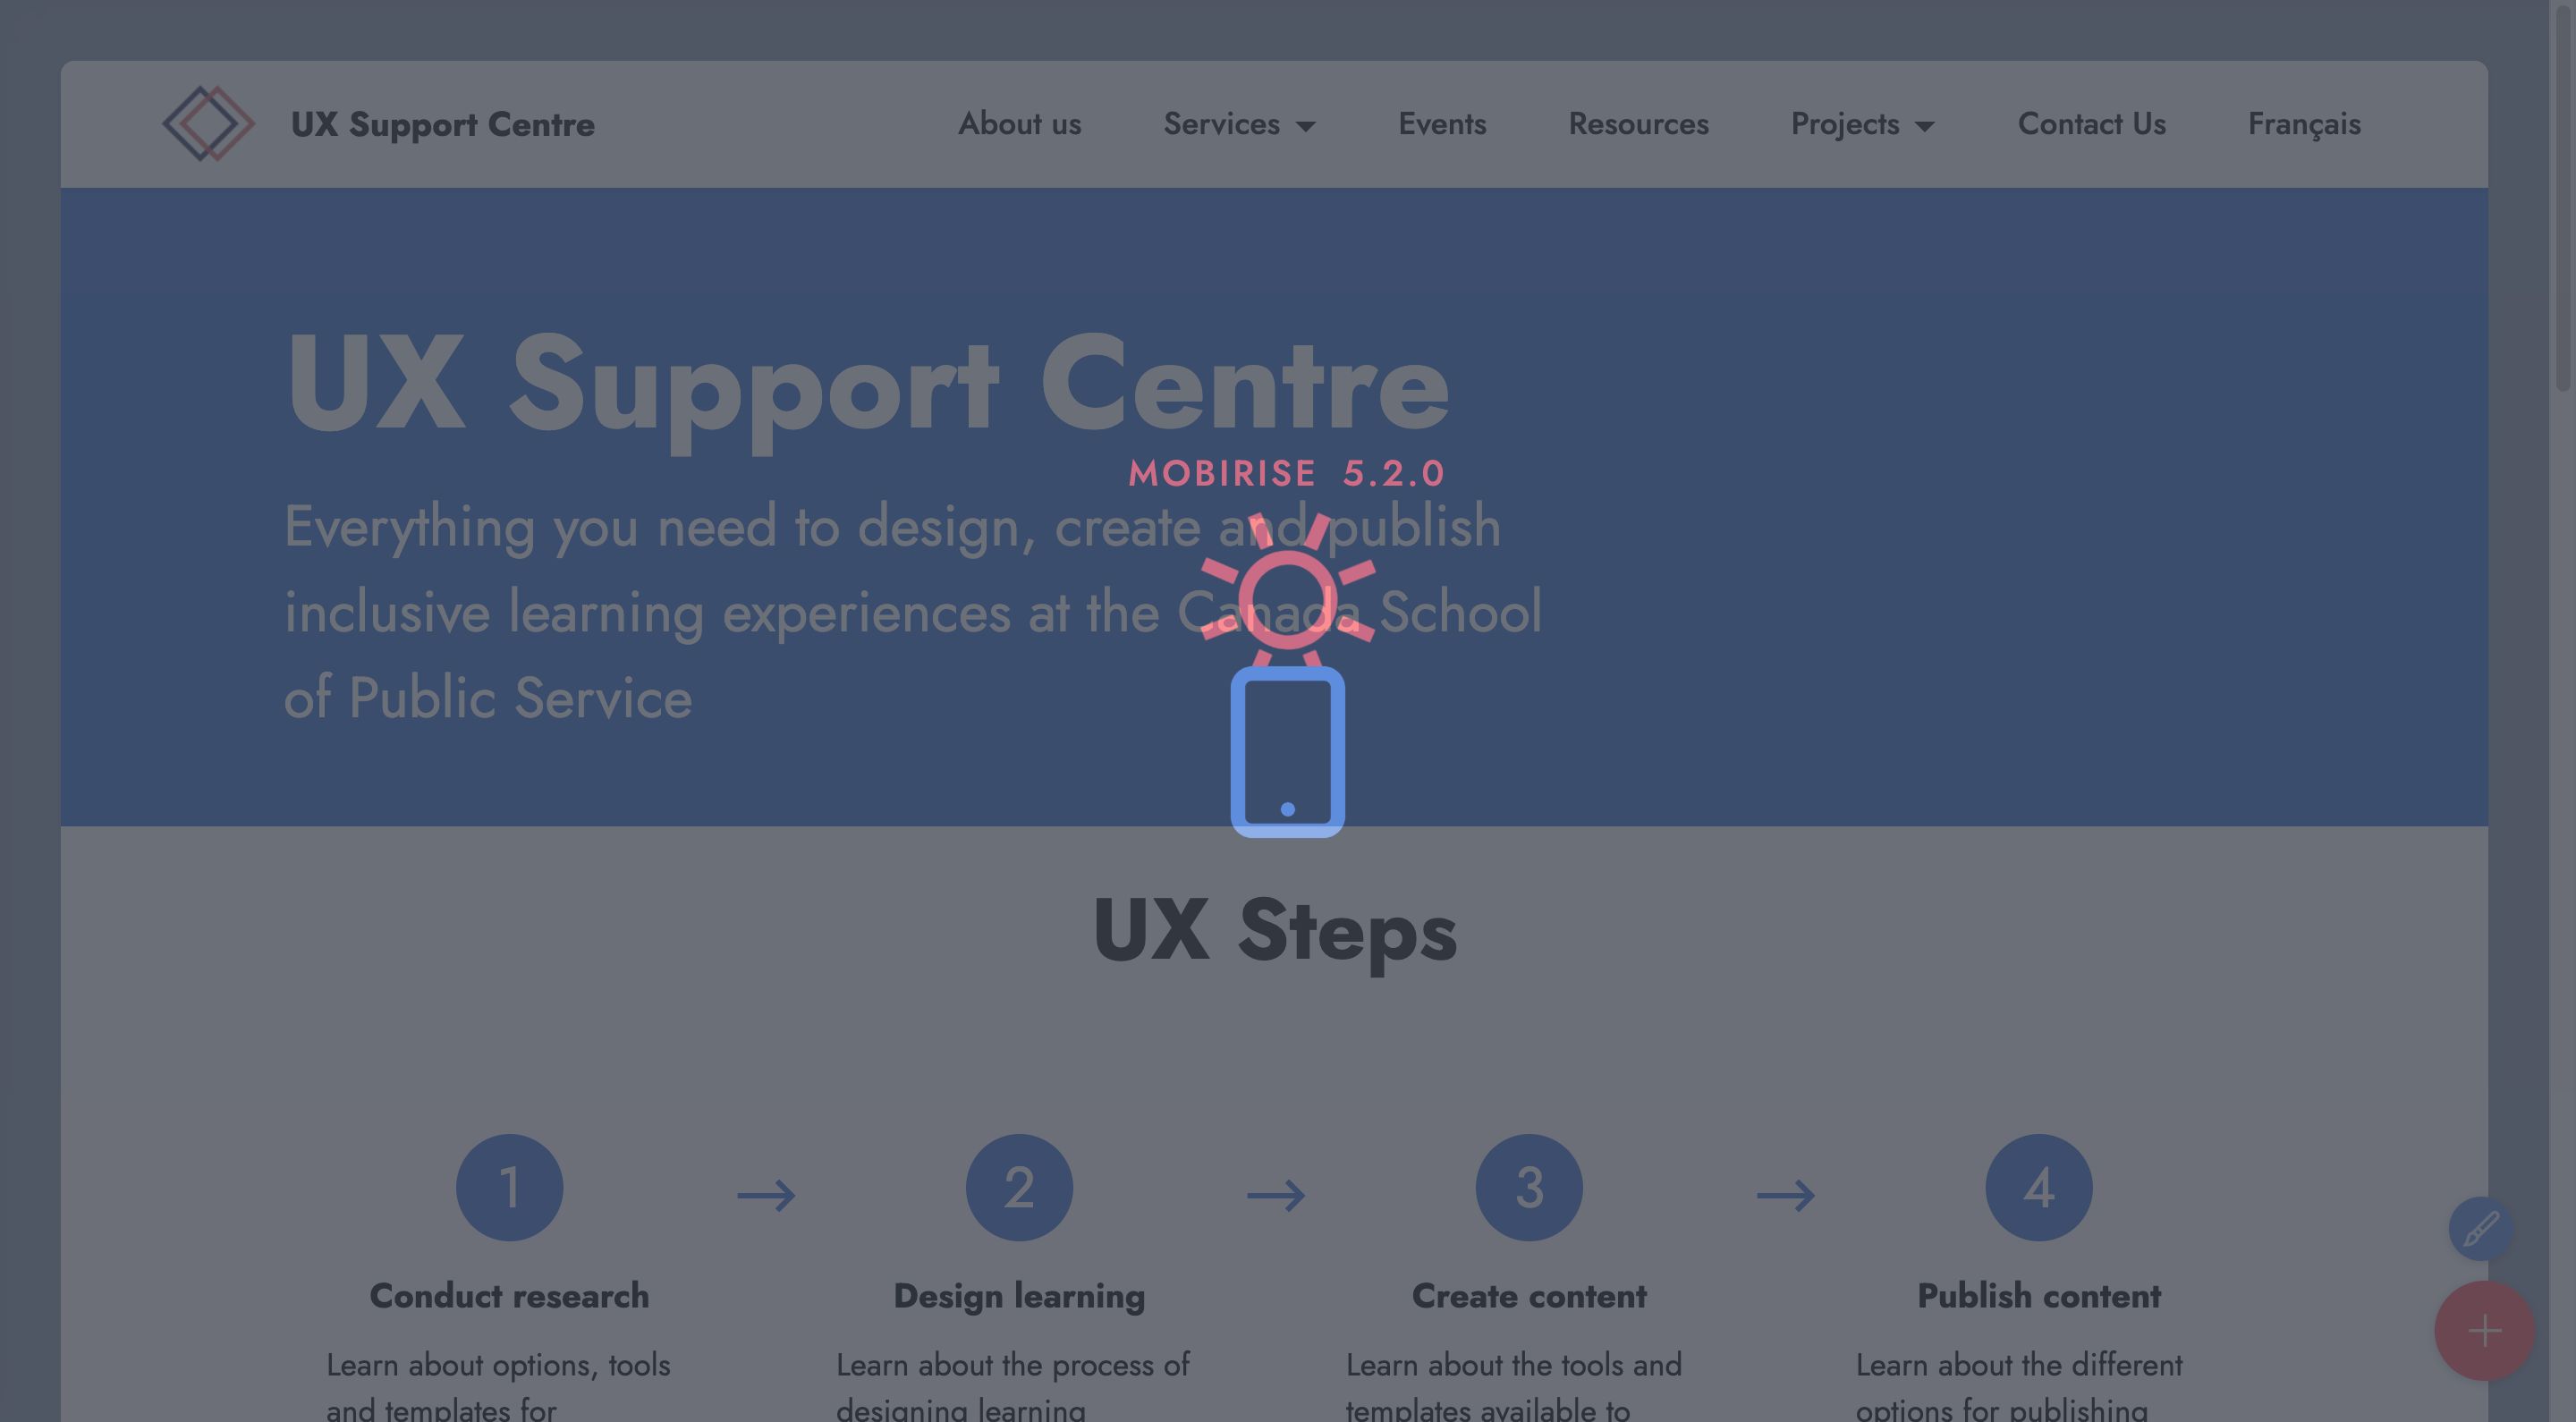 UX Support Centre
About us
Services
Events
Resources
Projects
Contact Us
Français
UX Support Centre
MOBIRISE 5.2.0
Everything you need to design, create and publish
inclusive learning experiences at the Canada School
of Public Service
UX Steps
1
2
3
4
Conduct research
Design learning
Create content
Publish content
Learn about options, tools
and templates for
Learn about the process of
designing learning
Learn about the tools and
templates available to
Learn about the different
options for publishing